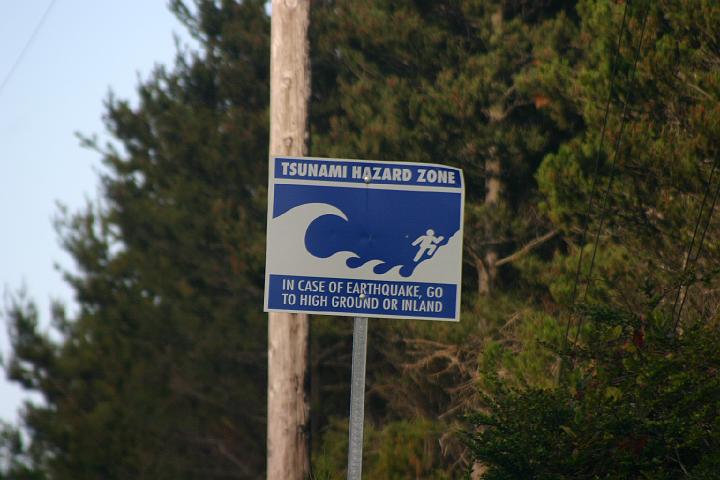 TSUNAMI HAZARD ZONE
IN CASE OF EARTHQUAKE, GO
TO HIGH GROUND OR INLAND